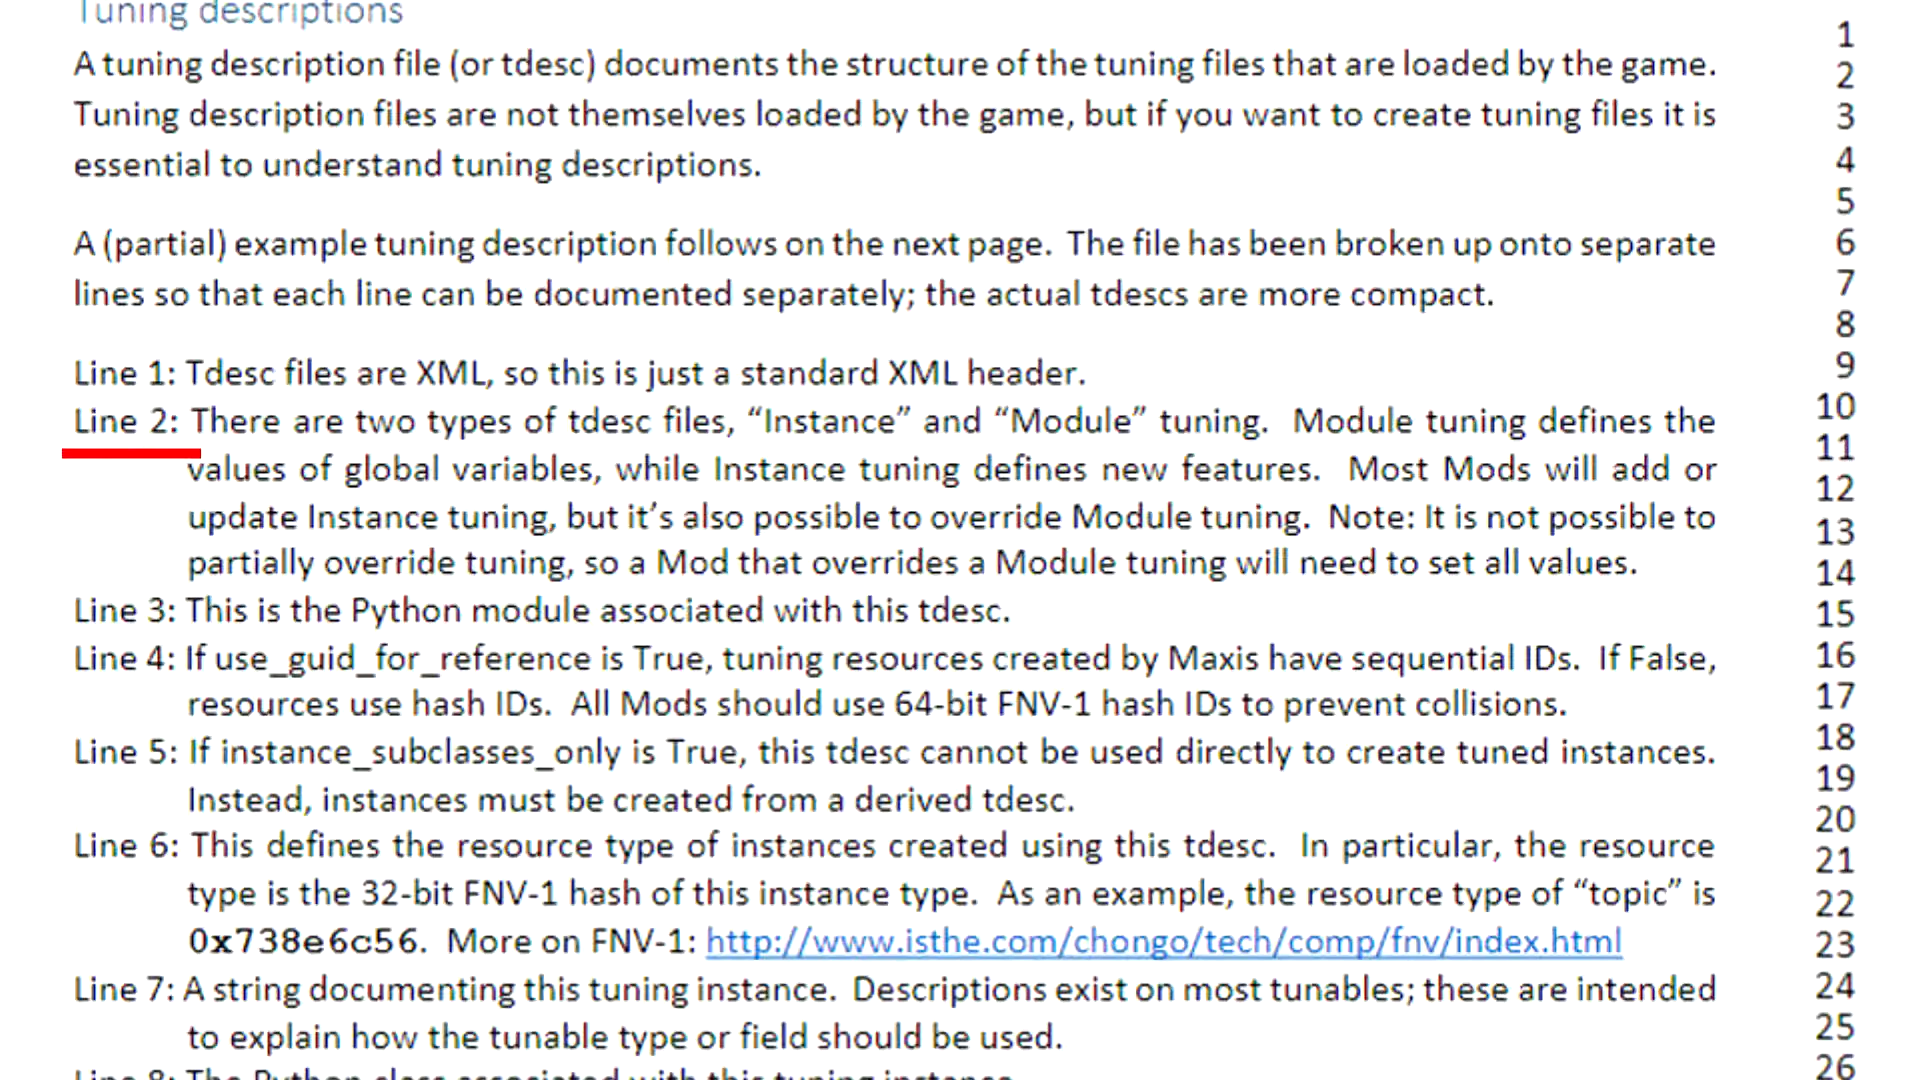 Tuning descriptions
A tuning description file (or tdesc) documents the structure of the tuning files that are loaded by the game.
Tuning description files are not themselves loaded by the game, but if you want to create tuning files it is
essential to understand tuning descriptions.
A (partial) example tuning description follows on the next page.  The file has been broken up onto separate
lines so that each line can be documented separately; the actual tdescs are more compact.
Line 1: Tdesc files are XML, so this is just a standard XML header.
Line 2: There are two types of tdesc files, “Instance” and “Module” tuning.  Module tuning defines the
values of global variables, while Instance tuning defines new features.  Most Mods will add or
update Instance tuning, but it’s also possible to override Module tuning.  Note: It is not possible to
partially override tuning, so a Mod that overrides a Module tuning will need to set all values.
Line 3: This is the Python module associated with this tdesc.
Line 4: If use_guid_for_reference is True, tuning resources created by Maxis have sequential IDs.  If False,
resources use hash IDs.  All Mods should use 64-bit FNV-1 hash IDs to prevent collisions.
Line 5: If instance_subclasses_only is True, this tdesc cannot be used directly to create tuned instances.
Instead, instances must be created from a derived tdesc.
Line 6: This defines the resource type of instances created using this tdesc.  In particular, the resource
type is the 32-bit FNV-1 hash of this instance type.  As an example, the resource type of “topic” is
0x738e6c56.  More on FNV-1: http://www.isthe.com/chongo/tech/comp/fnv/index.html
Line 7: A string documenting this tuning instance.  Descriptions exist on most tunables; these are intended
to explain how the tunable type or field should be used.
Line 8: The Python class associated with this tuning instance.
1
2
3
4
5
6
7
8
9
10
11
12
13
14
15
16
17
18
19
20
21
22
23
24
25
26